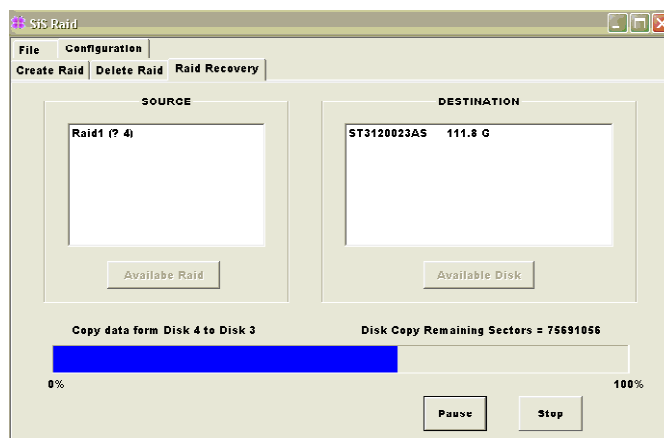 SiS Raid
File Configuration
Create Raid Delete Raid Raid Recovery
SOURCE DESTINATION
Raid1 (? 4) ST3120023AS 111.8 G
Availabe Raid Available Disk
Copy data form Disk 4 to Disk 3 Disk Copy Remaining Sectors = 75691056
0% 100%
Pause Stop